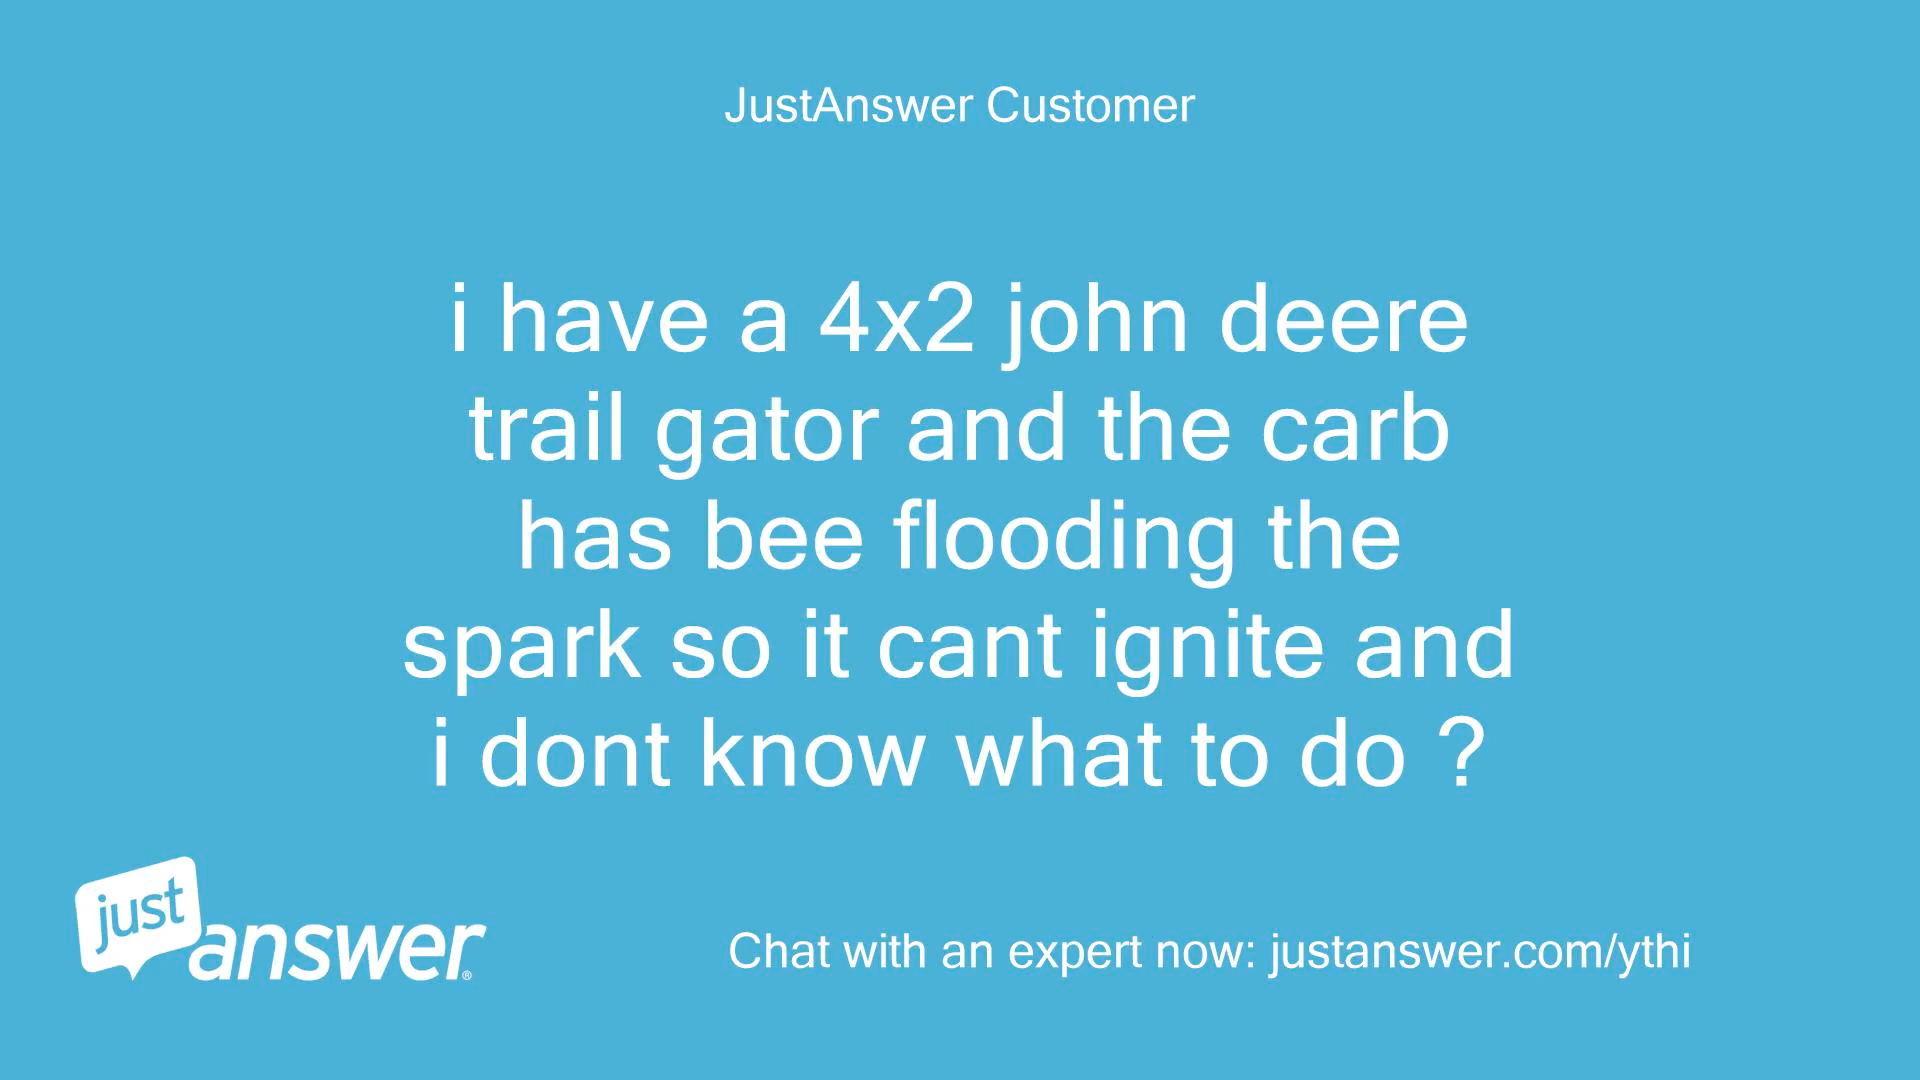 JustAnswer Customer
i have a 4x2 john deere
trail gator and the carb
has bee flooding the
spark so it cant ignite and
i dont know what to do ?
just
answer®
Chat with an expert now: justanswer.com/ythi